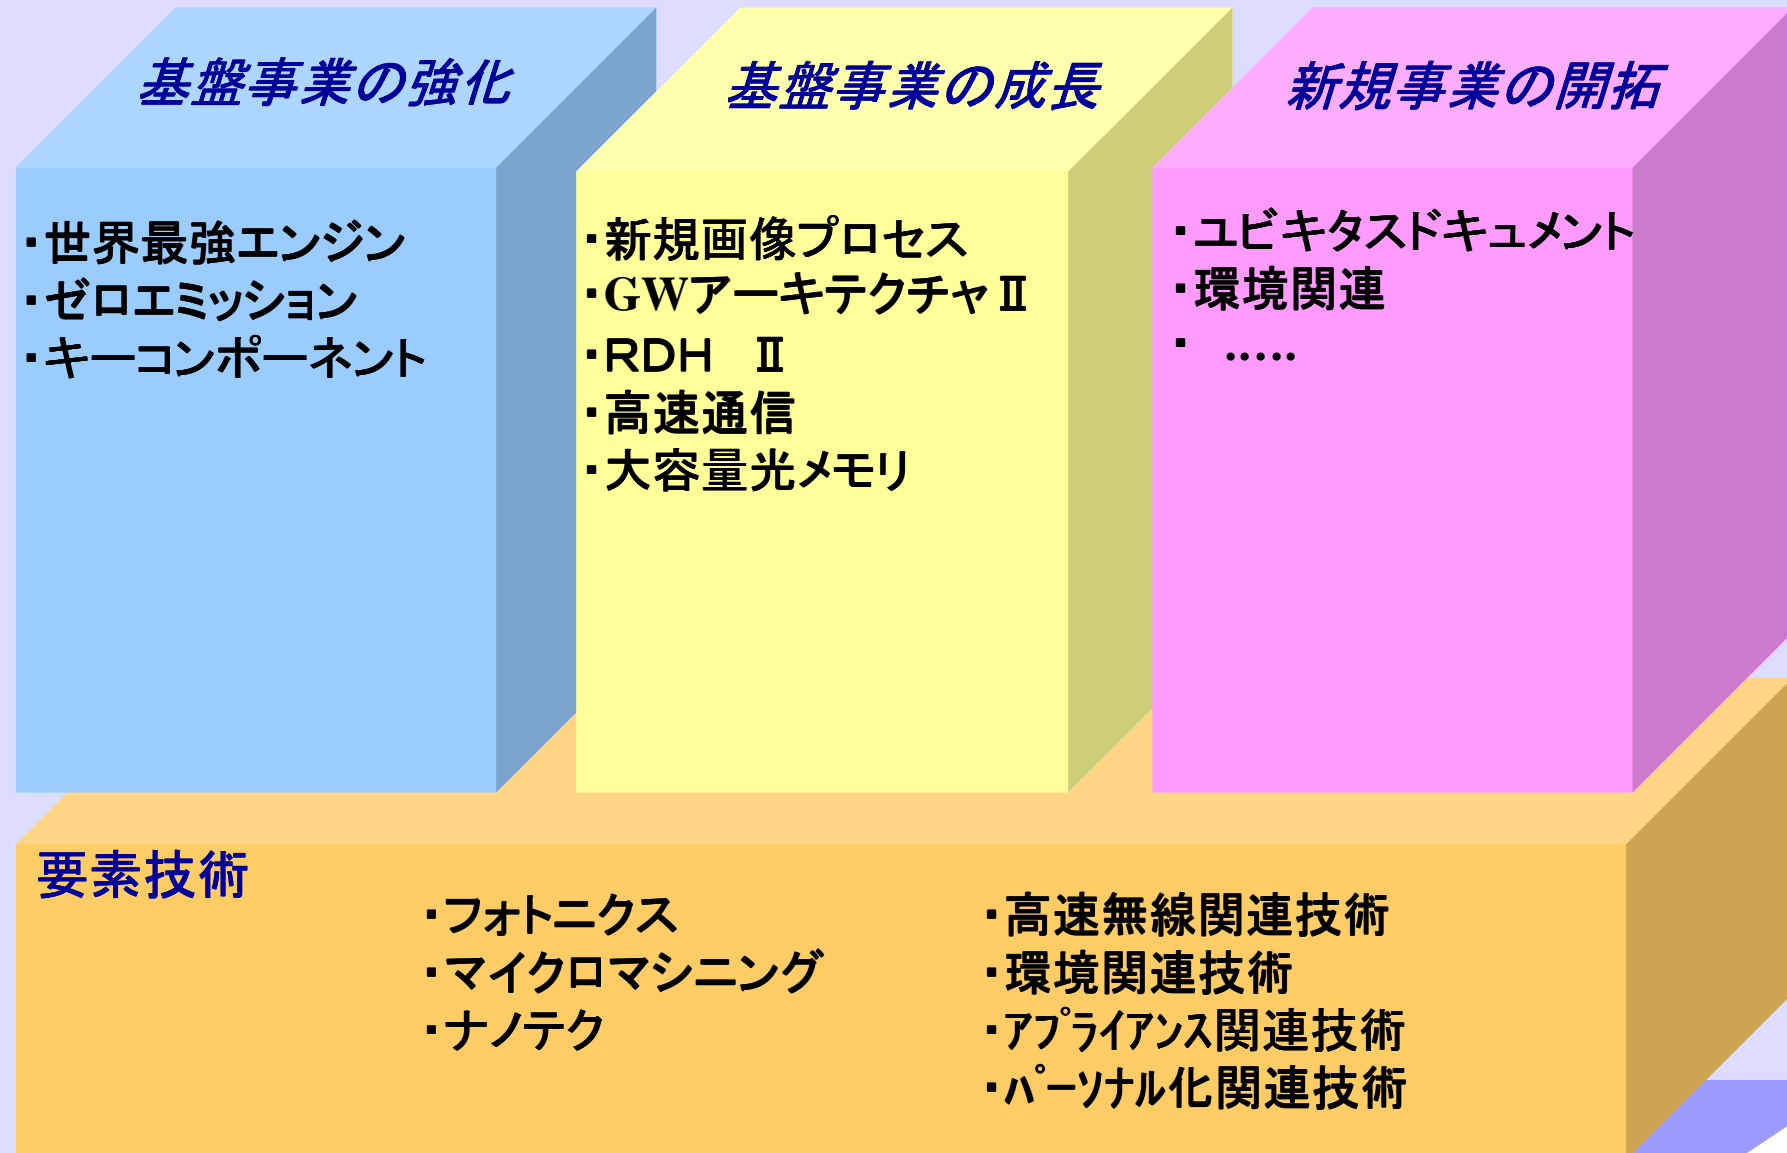 基盤事業の強化
・世界最強エンジン
・ゼロエミッション
・キーコンポーネント
基盤事業の成長
・新規画像プロセス
・GWアーキテクチャⅡ
・ＲＤＨ　Ⅱ
・高速通信
・大容量光メモリ
新規事業の開拓
・ユビキタスドキュメント
・環境関連
・ .....
要素技術
・フォトニクス
・マイクロマシニング
・ナノテク
・高速無線関連技術
・環境関連技術
・ｱﾌﾟﾗｲｱﾝｽ関連技術
・ﾊﾟｰｿﾅﾙ化関連技術